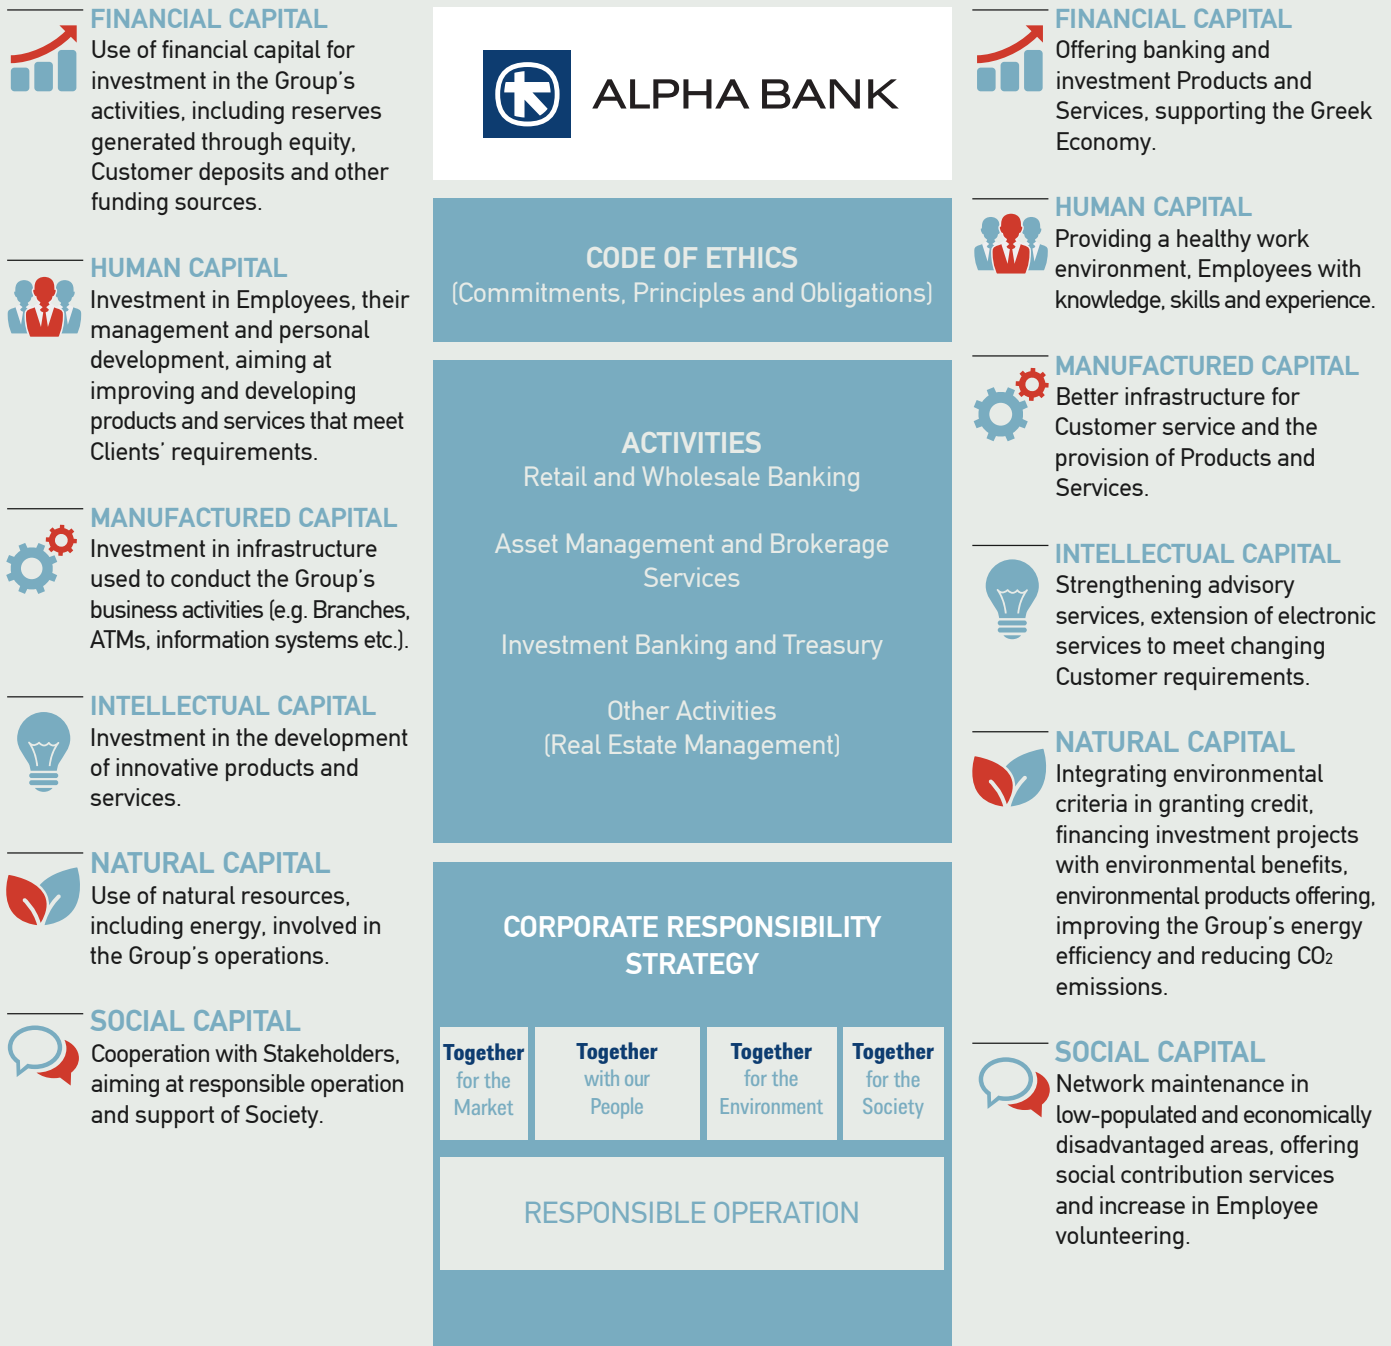 FINANCIAL CAPITAL
Use of financial capital for
investment in the Group's
activities, including reserves
generated through equity,
Customer deposits and other
funding sources.
HUMAN CAPITAL
Investment in Employees, their
management and personal
development, aiming at
improving and developing
products and services that meet
Clients' requirements.
MANUFACTURED CAPITAL
Investment in infrastructure
used to conduct the Group's
business activities (e.g. Branches,
ATMs, information systems etc.).
INTELLECTUAL CAPITAL
Investment in the development
of innovative products and
services.
NATURAL CAPITAL
Use of natural resources,
including energy, involved in
the Group's operations.
SOCIAL CAPITAL
Cooperation with Stakeholders,
aiming at responsible operation
and support of Society.
ALPHA BANK
CODE OF ETHICS
(Commitments, Principles and Obligations)
ACTIVITIES
Retail and Wholesale Banking
Asset Management and Brokerage
Services
Investment Banking and Treasury
Other Activities
(Real Estate Management)
CORPORATE RESPONSIBILITY
STRATEGY
Together
for the
Market
Together
with our
People
Together
for the
Environment
Together
for the
Society
RESPONSIBLE OPERATION
FINANCIAL CAPITAL
Offering banking and
investment Products and
Services, supporting the Greek
Economy.
HUMAN CAPITAL
Providing a healthy work
environment, Employees with
knowledge, skills and experience.
MANUFACTURED CAPITAL
Better infrastructure for
Customer service and the
provision of Products and
Services.
INTELLECTUAL CAPITAL
Strengthening advisory
services, extension of electronic
services to meet changing
Customer requirements.
NATURAL CAPITAL
Integrating environmental
criteria in granting credit,
financing investment projects
with environmental benefits,
environmental products offering,
improving the Group's energy
efficiency and reducing CO₂
emissions.
SOCIAL CAPITAL
Network maintenance in
low-populated and economically
disadvantaged areas, offering
social contribution services
and increase in Employee
volunteering.